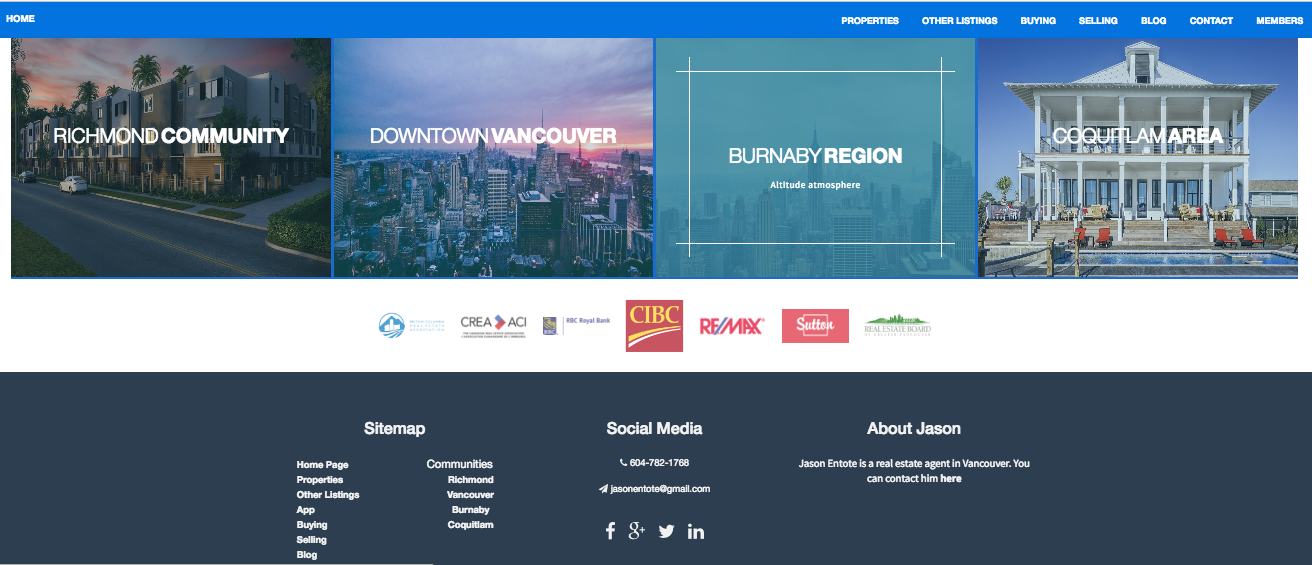 HOME
PROPERTIES OTHER LISTINGS BUYING SELLING BLOG CONTACT MEMBERS
RICHMOND COMMUNITY
DOWNTOWN VANCOUVER
BURNABY REGION
Altitude atmosphere
COQUITLAM AREA
CREA ACI
RBC Royal Bank
CIBC
RE/MAX
Sutton
REAL ESTATE BOARD
OF GREATER VANCOUVER
Sitemap
Home Page
Properties
Other Listings
App
Buying
Selling
Blog
Communities
Richmond
Vancouver
Burnaby
Coquitlam
Social Media
604-782-1768
jasonentote@gmail.com
About Jason
Jason Entote is a real estate agent in Vancouver. You
can contact him here